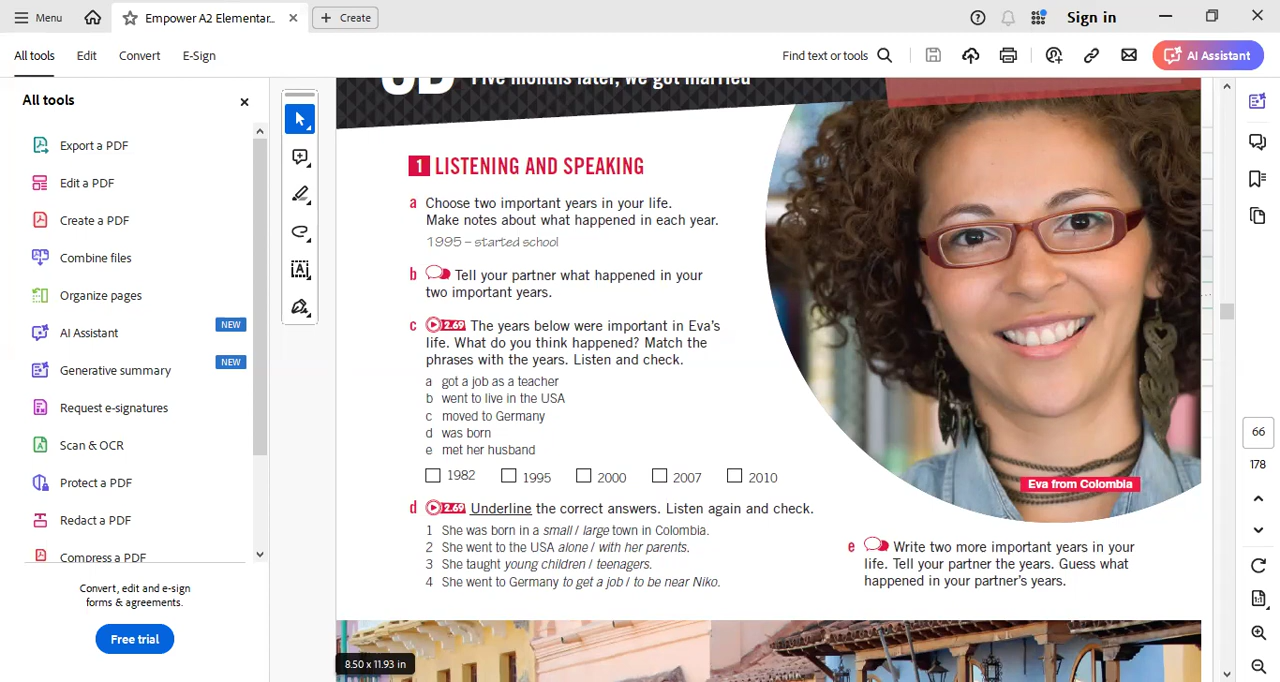 Menu
Empower A2 Elementar...
Create
Sign in
All tools
Edit
Convert
E-Sign
Find text or tools
AI Assistant
All tools
Export a PDF
Edit a PDF
Create a PDF
Combine files
Organize pages
AI Assistant
NEW
Generative summary
NEW
Request e-signatures
Scan & OCR
Protect a PDF
Redact a PDF
Compress a PDF
Convert, edit and e-sign
forms & agreements.
Free trial
Five months later, we got married
1 LISTENING AND SPEAKING
a Choose two important years in your life.
Make notes about what happened in each year.
1995 – started school
b Tell your partner what happened in your
two important years.
c 2.69 The years below were important in Eva's
life. What do you think happened? Match the
phrases with the years. Listen and check.
a got a job as a teacher
b went to live in the USA
c moved to Germany
d was born
e met her husband
1982 1995 2000 2007 2010
d 2.69 Underline the correct answers. Listen again and check.
1 She was born in a small / large town in Colombia.
2 She went to the USA alone / with her parents.
3 She taught young children / teenagers.
4 She went to Germany to get a job / to be near Niko.
Eva from Colombia
e Write two more important years in your
life. Tell your partner the years. Guess what
happened in your partner's years.
8.50 x 11.93 in
66
178